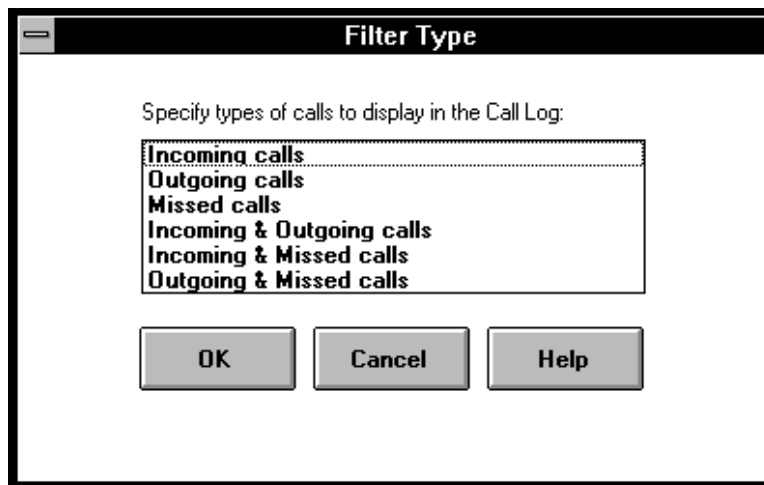 Filter Type
Specify types of calls to display in the Call Log:
Incoming calls
Outgoing calls
Missed calls
Incoming & Outgoing calls
Incoming & Missed calls
Outgoing & Missed calls
OK Cancel Help